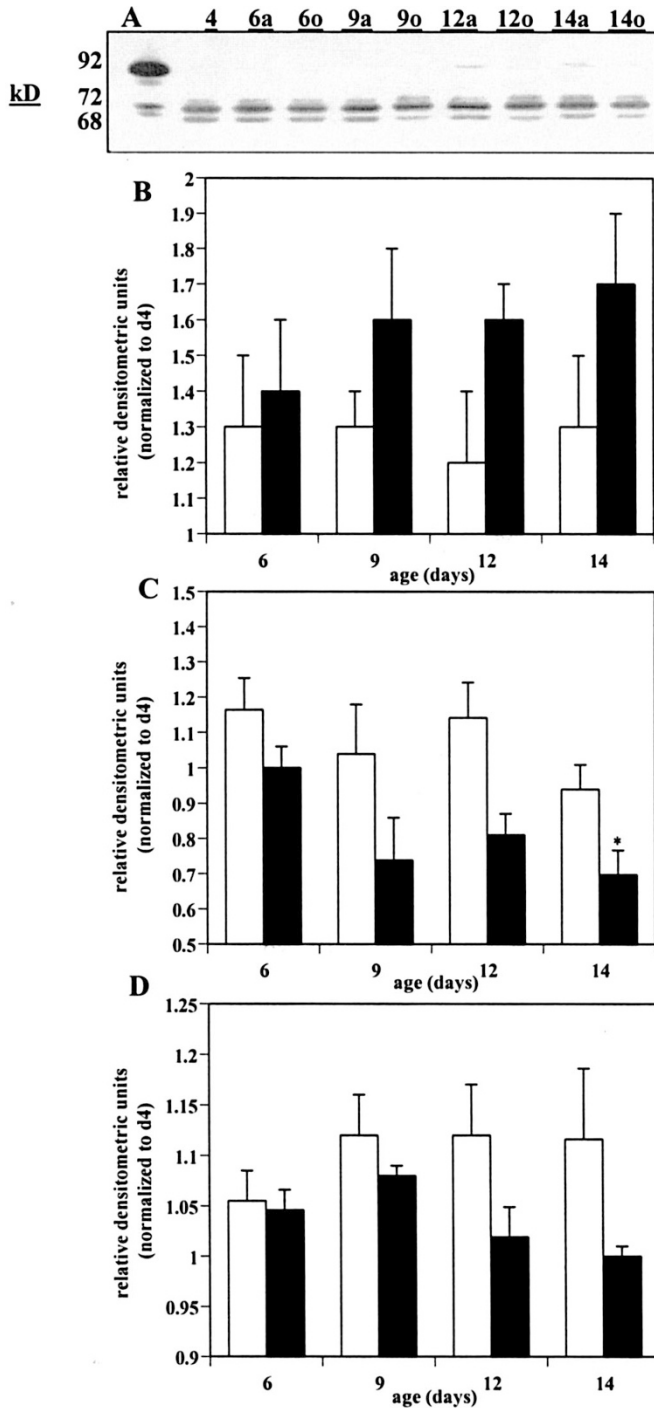 A 4 6a 6o 9a 9o 12a 12o 14a 14o
92
kD 72
68
B 2
1.9
1.8
1.7
1.6
1.5
1.4
1.3
1.2
1.1
1
relative densitometric units
(normalized to d4)
6 9 12 14
age (days)
C 1.5
1.4
1.3
1.2
1.1
1
0.9
0.8
0.7
0.6
0.5
relative densitometric units
(normalized to d4)
*
6 9 12 14
age (days)
D 1.25
1.2
1.15
1.1
1.05
1
0.95
0.9
relative densitometric units
(normalized to d4)
6 9 12 14
age (days)